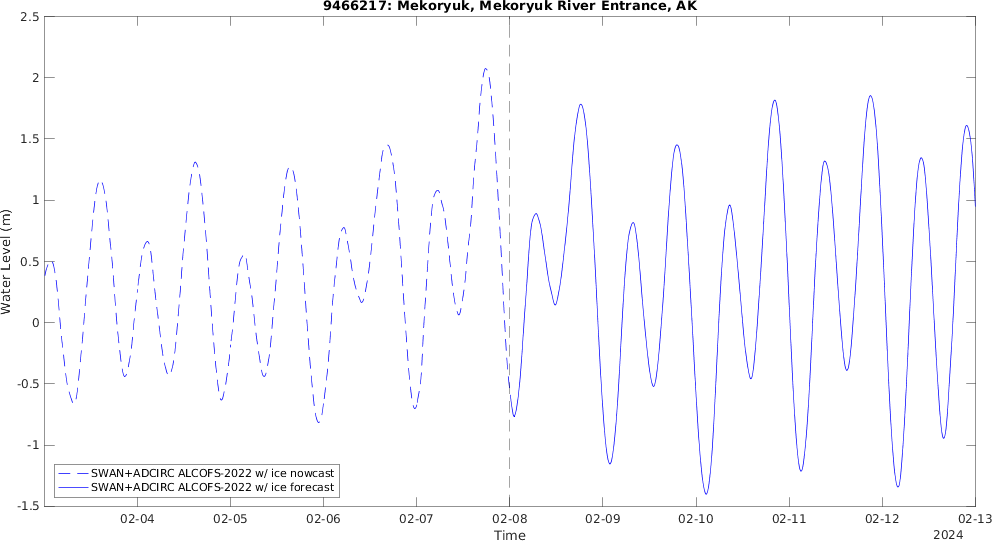 9466217: Mekoryuk, Mekoryuk River Entrance, AK
2.5
2
1.5
1
0.5
0
-0.5
-1
-1.5
Water Level (m)
SWAN+ADCIRC ALCOFS-2022 w/ ice nowcast
SWAN+ADCIRC ALCOFS-2022 w/ ice forecast
02-04 02-05 02-06 02-07 02-08 02-09 02-10 02-11 02-12 02-13
Time
2024